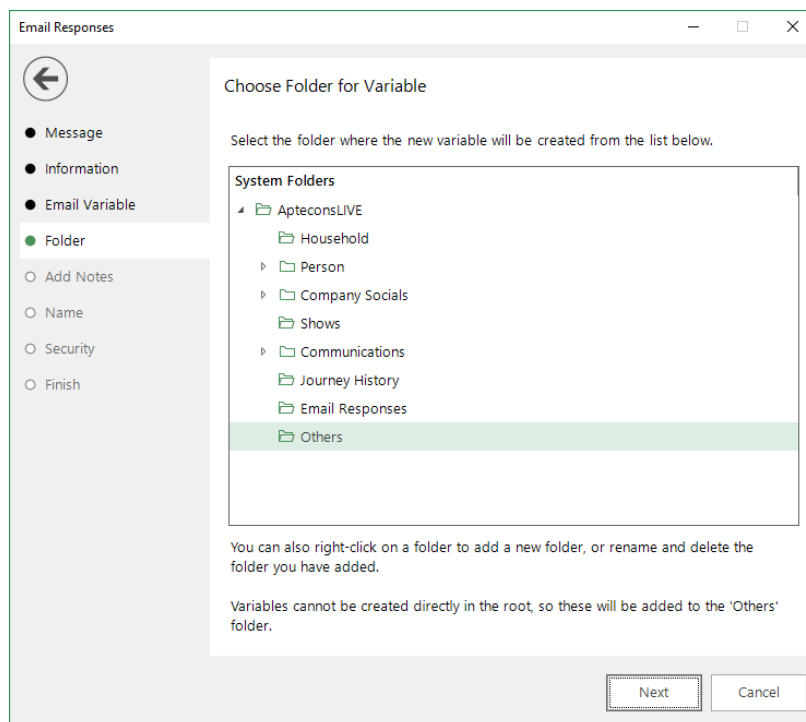 Email Responses
Choose Folder for Variable
Message
Information
Email Variable
Folder
Add Notes
Name
Security
Finish
Select the folder where the new variable will be created from the list below.
System Folders
ApteconsLIVE
Household
Person
Company Socials
Shows
Communications
Journey History
Email Responses
Others
You can also right-click on a folder to add a new folder, or rename and delete the
folder you have added.
Variables cannot be created directly in the root, so these will be added to the 'Others'
folder.
Next
Cancel